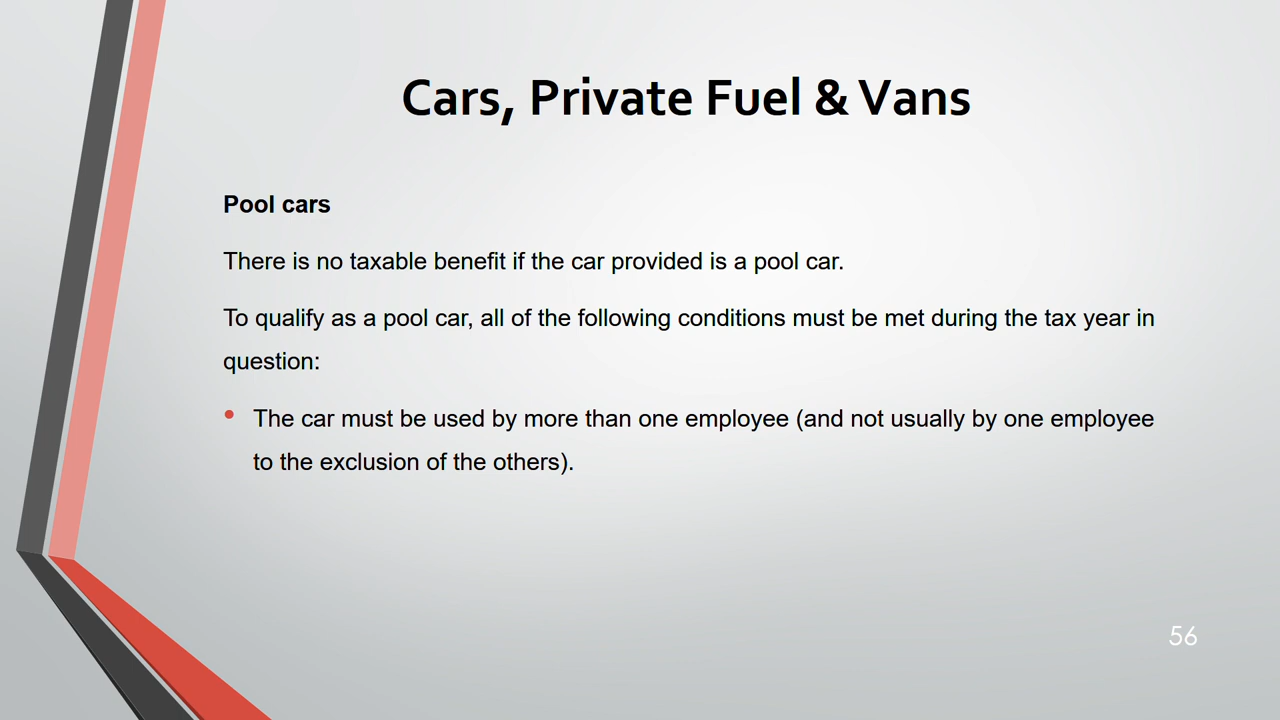 Cars, Private Fuel & Vans
Pool cars
There is no taxable benefit if the car provided is a pool car.
To qualify as a pool car, all of the following conditions must be met during the tax year in
question:
• The car must be used by more than one employee (and not usually by one employee
to the exclusion of the others).
56